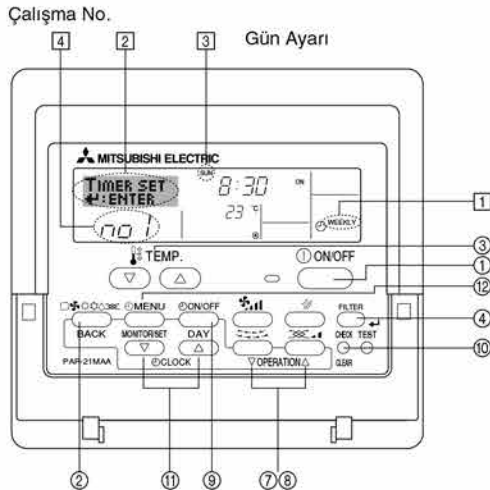 Çalışma No.
4 2 3 Gün Ayarı
MITSUBISHI ELECTRIC
TIMER SET SUN 8:30 ON
:ENTER
no 1 23 °C WEEKLY 1
TEMP. ON/OFF
3
1
12
MENU ON/OFF FILTER
4
BACK MONITOR/SET DAY CHECK TEST
PAR-21MAA CLOCK OPERATION CLEAR
10
2 11 9 7 8